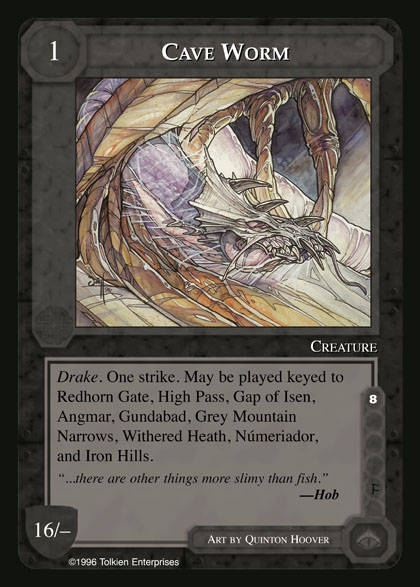 1
CAVE WORM
CREATURE
Drake. One strike. May be played keyed to
Redhorn Gate, High Pass, Gap of Isen,
Angmar, Gundabad, Grey Mountain
Narrows, Withered Heath, Númeriador,
and Iron Hills.
“...there are other things more slimy than fish.”
—Hob
8
16/–
ART BY QUINTON HOOVER
©1996 Tolkien Enterprises